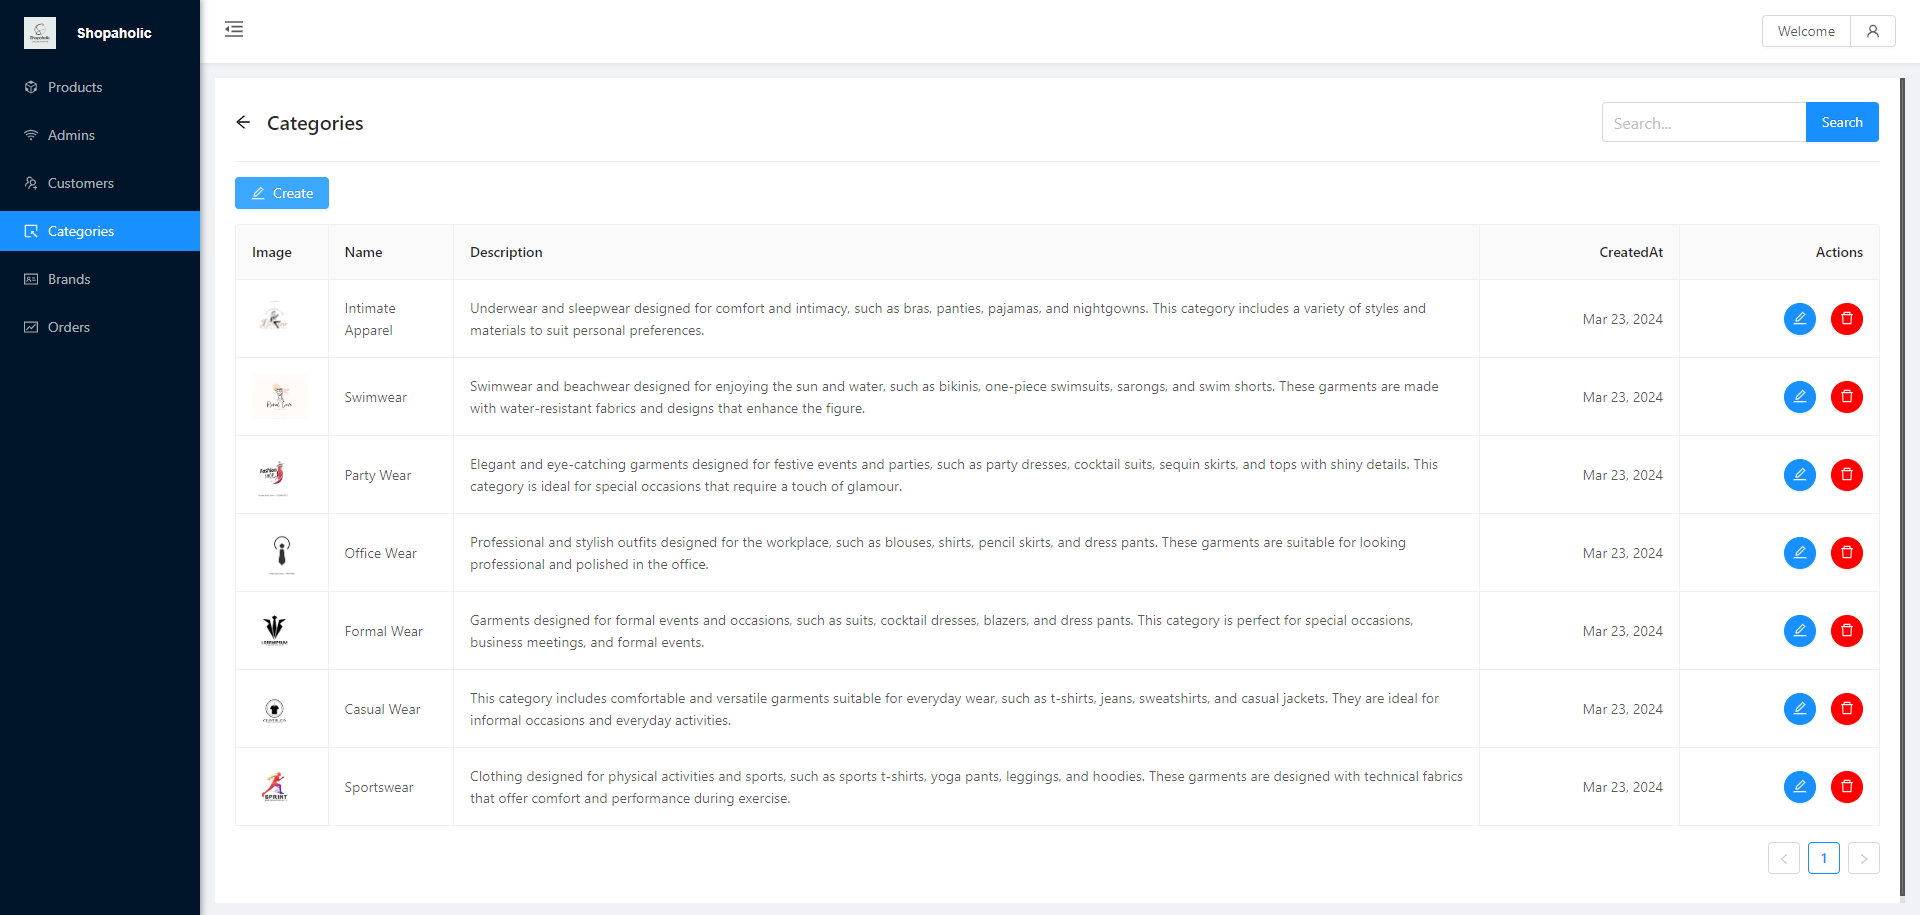 Shopaholic
Welcome
Products
Admins
Customers
Categories
Brands
Orders
Categories
Search...
Search
Create
Image
Name
Description
CreatedAt
Actions
Intimate
Apparel
Underwear and sleepwear designed for comfort and intimacy, such as bras, panties, pajamas, and nightgowns. This category includes a variety of styles and
materials to suit personal preferences.
Mar 23, 2024
Swimwear
Swimwear and beachwear designed for enjoying the sun and water, such as bikinis, one-piece swimsuits, sarongs, and swim shorts. These garments are made
with water-resistant fabrics and designs that enhance the figure.
Mar 23, 2024
Party Wear
Elegant and eye-catching garments designed for festive events and parties, such as party dresses, cocktail suits, sequin skirts, and tops with shiny details. This
category is ideal for special occasions that require a touch of glamour.
Mar 23, 2024
Office Wear
Professional and stylish outfits designed for the workplace, such as blouses, shirts, pencil skirts, and dress pants. These garments are suitable for looking
professional and polished in the office.
Mar 23, 2024
Formal Wear
Garments designed for formal events and occasions, such as suits, cocktail dresses, blazers, and dress pants. This category is perfect for special occasions,
business meetings, and formal events.
Mar 23, 2024
Casual Wear
This category includes comfortable and versatile garments suitable for everyday wear, such as t-shirts, jeans, sweatshirts, and casual jackets. They are ideal for
informal occasions and everyday activities.
Mar 23, 2024
SPRINT
Sportswear
Clothing designed for physical activities and sports, such as sports t-shirts, yoga pants, leggings, and hoodies. These garments are designed with technical fabrics
that offer comfort and performance during exercise.
Mar 23, 2024
1